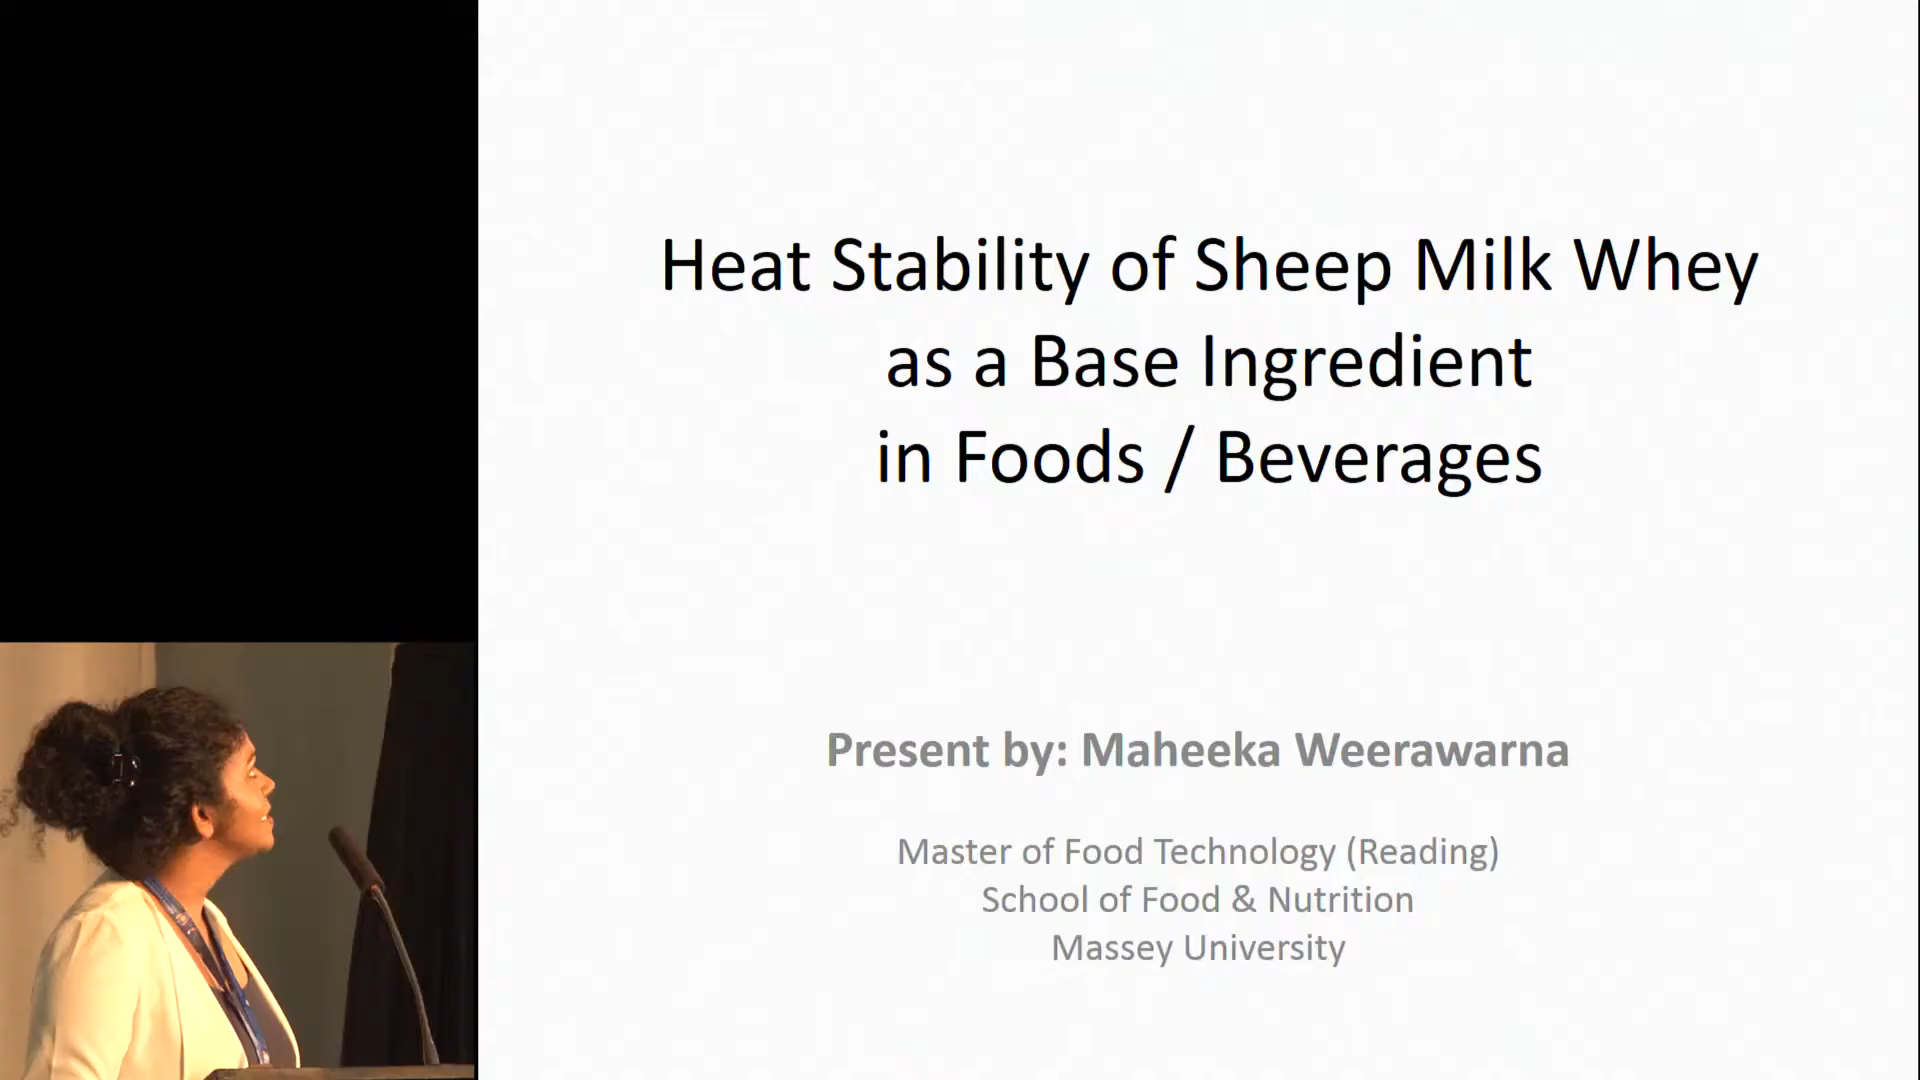 Heat Stability of Sheep Milk Whey
as a Base Ingredient
in Foods / Beverages
Present by: Maheeka Weerawarna
Master of Food Technology (Reading)
School of Food & Nutrition
Massey University